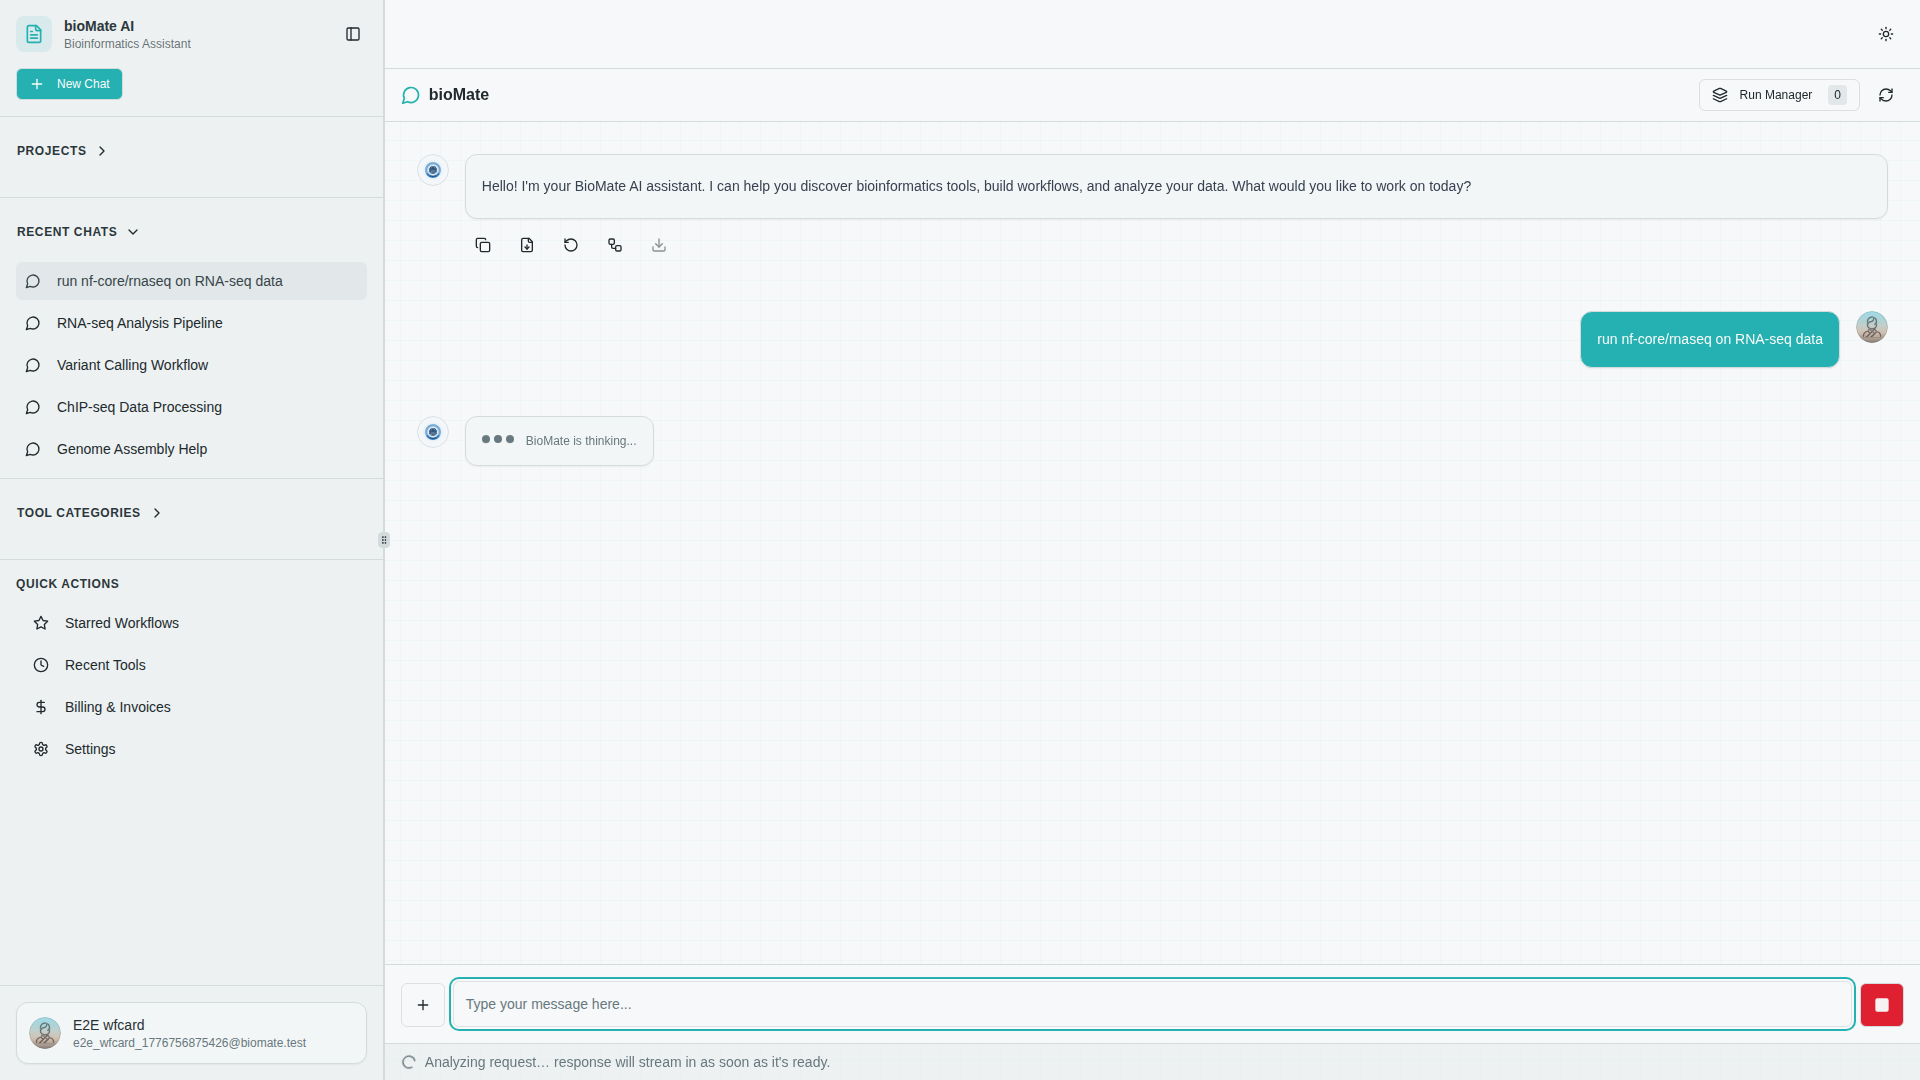 bioMate AI
Bioinformatics Assistant
New Chat
PROJECTS
RECENT CHATS
run nf-core/rnaseq on RNA-seq data
RNA-seq Analysis Pipeline
Variant Calling Workflow
ChIP-seq Data Processing
Genome Assembly Help
TOOL CATEGORIES
QUICK ACTIONS
Starred Workflows
Recent Tools
Billing & Invoices
Settings
E2E wfcard
e2e_wfcard_1776756875426@biomate.test
bioMate
Run Manager 0
Hello! I'm your BioMate AI assistant. I can help you discover bioinformatics tools, build workflows, and analyze your data. What would you like to work on today?
run nf-core/rnaseq on RNA-seq data
BioMate is thinking...
Type your message here...
Analyzing request… response will stream in as soon as it's ready.